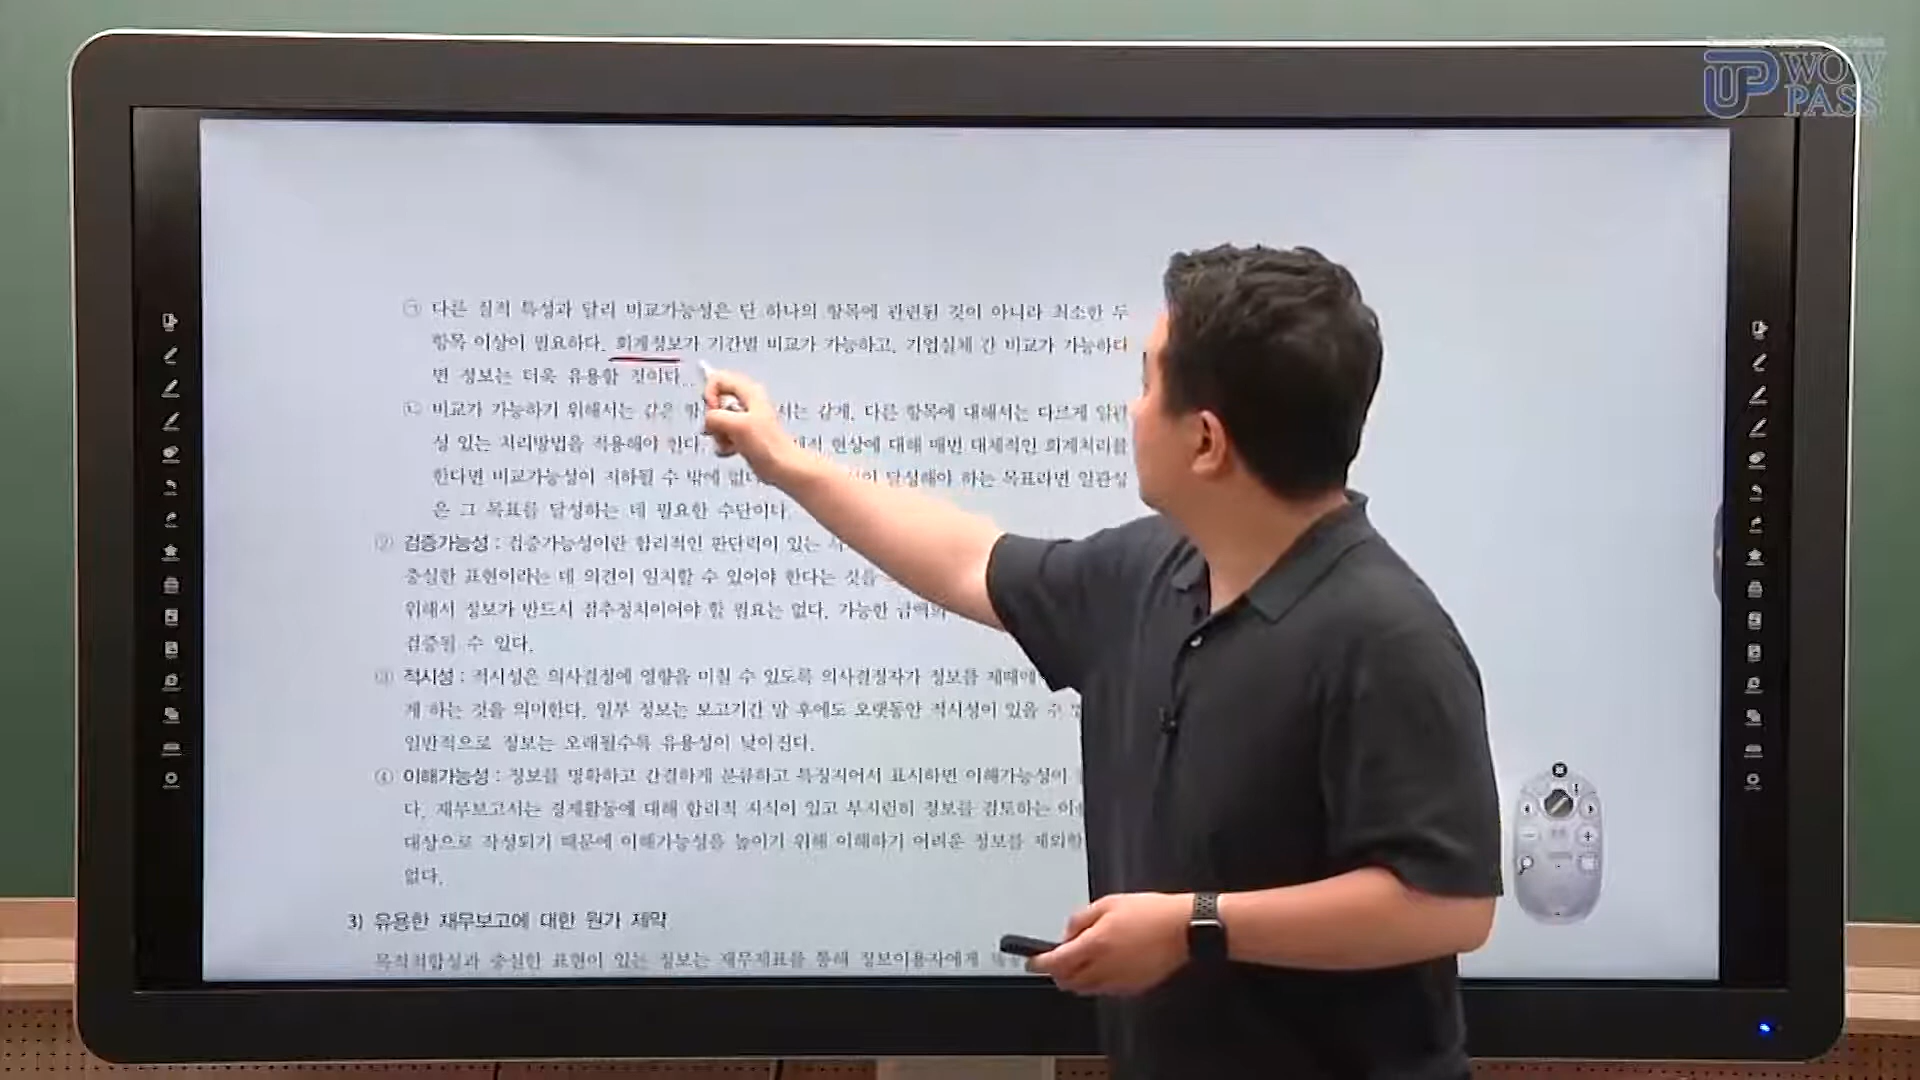 WOW
UP
PASS
㉠ 다른 질적 특성과 달리 비교가능성은 단 하나의 항목에 관련된 것이 아니라 최소한 두
항목 이상이 필요하다. 회계정보가 기간별 비교가 가능하고, 기업실체 간 비교가 가능하다
면 정보는 더욱 유용할 것이다.
㉡ 비교가 가능하기 위해서는 같은 서는 같게, 다른 항목에 대해서는 다르게 일관
성 있는 처리방법을 적용해야 한다. 현상에 대해 매번 대체적인 회계처리를
한다면 비교가능성이 저하될 수 밖에 없다. 달성해야 하는 목표라면 일관성
은 그 목표를 달성하는 데 필요한 수단이다.
② 검증가능성 : 검증가능성이란 합리적인 판단력이 있는
충실한 표현이라는 데 의견이 일치할 수 있어야 한다는 것을
위해서 정보가 반드시 점추정치이어야 할 필요는 없다. 가능한 금액의
검증될 수 있다.
③ 적시성 : 적시성은 의사결정에 영향을 미칠 수 있도록 의사결정자가 정보를 제때에
게 하는 것을 의미한다. 일부 정보는 보고기간 말 후에도 오랫동안 적시성이 있을 수
일반적으로 정보는 오래될수록 유용성이 낮아진다.
④ 이해가능성 : 정보를 명확하고 간결하게 분류하고 특징지어서 표시하면 이해가능성이
다. 재무보고서는 경제활동에 대해 합리적 지식이 있고 부지런히 정보를 검토하는
대상으로 작성되기 때문에 이해가능성을 높이기 위해 이해하기 어려운 정보를 제외할
없다.
3) 유용한 재무보고에 대한 원가 제약
목적적합성과 충실한 표현이 있는 정보는 재무제표를 통해 정보이용자에게